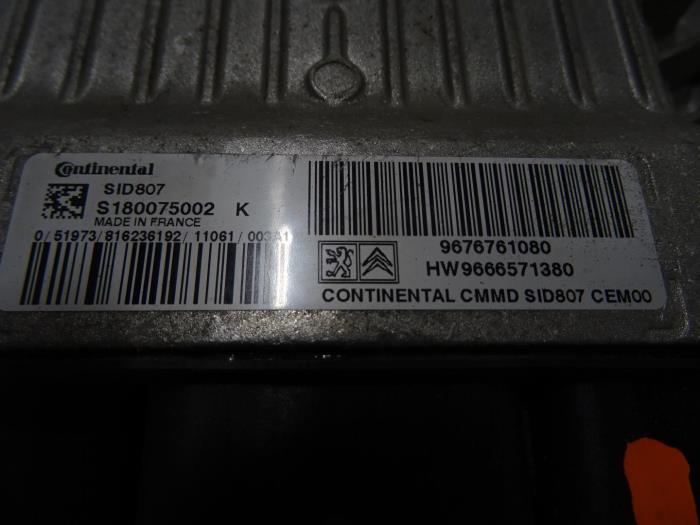 Continental
SID807
S180075002 K
MADE IN FRANCE
0/51973/816236192/11061/003A1
9676761080
HW9666571380
CONTINENTAL CMMD SID807 CEM00